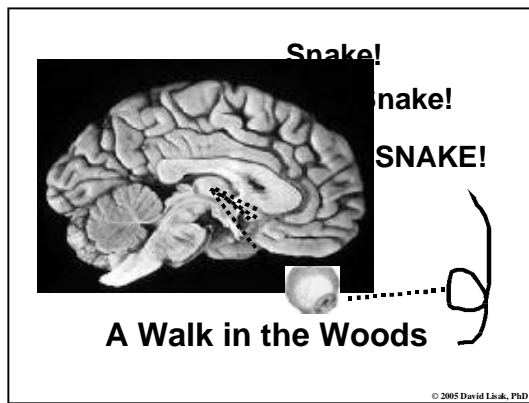 Snake!
Snake!
SNAKE!
A Walk in the Woods
© 2005 David Lisak, PhD